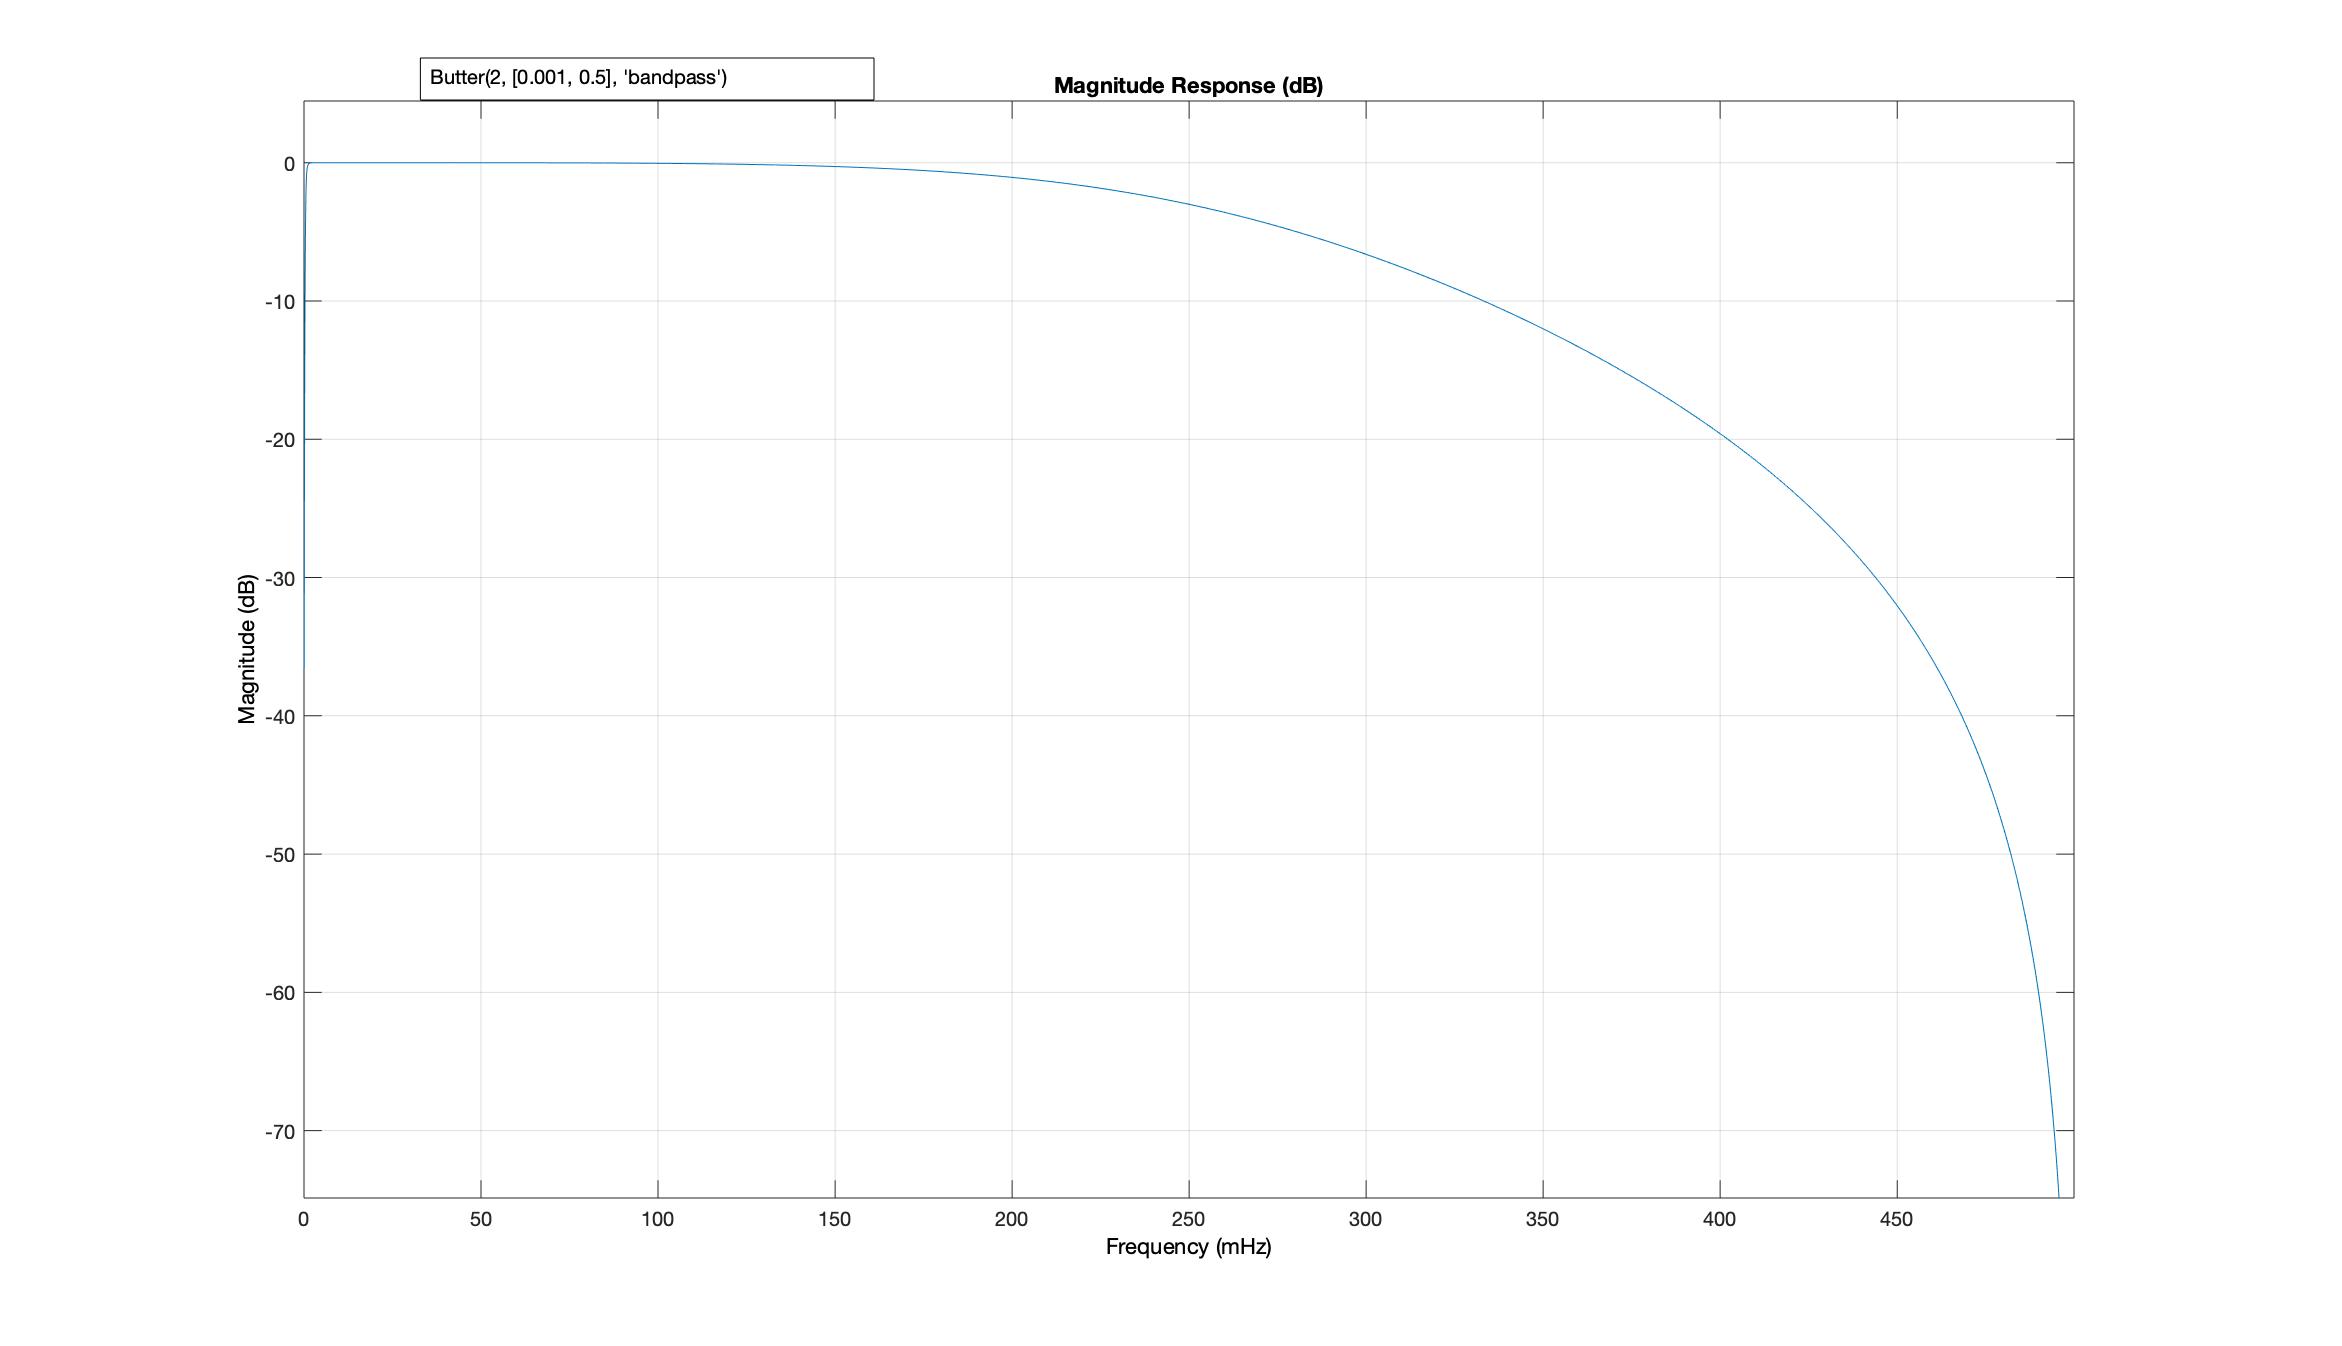 Butter(2, [0.001, 0.5], 'bandpass')
Magnitude Response (dB)
Magnitude (dB)
0
-10
-20
-30
-40
-50
-60
-70
0 50 100 150 200 250 300 350 400 450
Frequency (mHz)